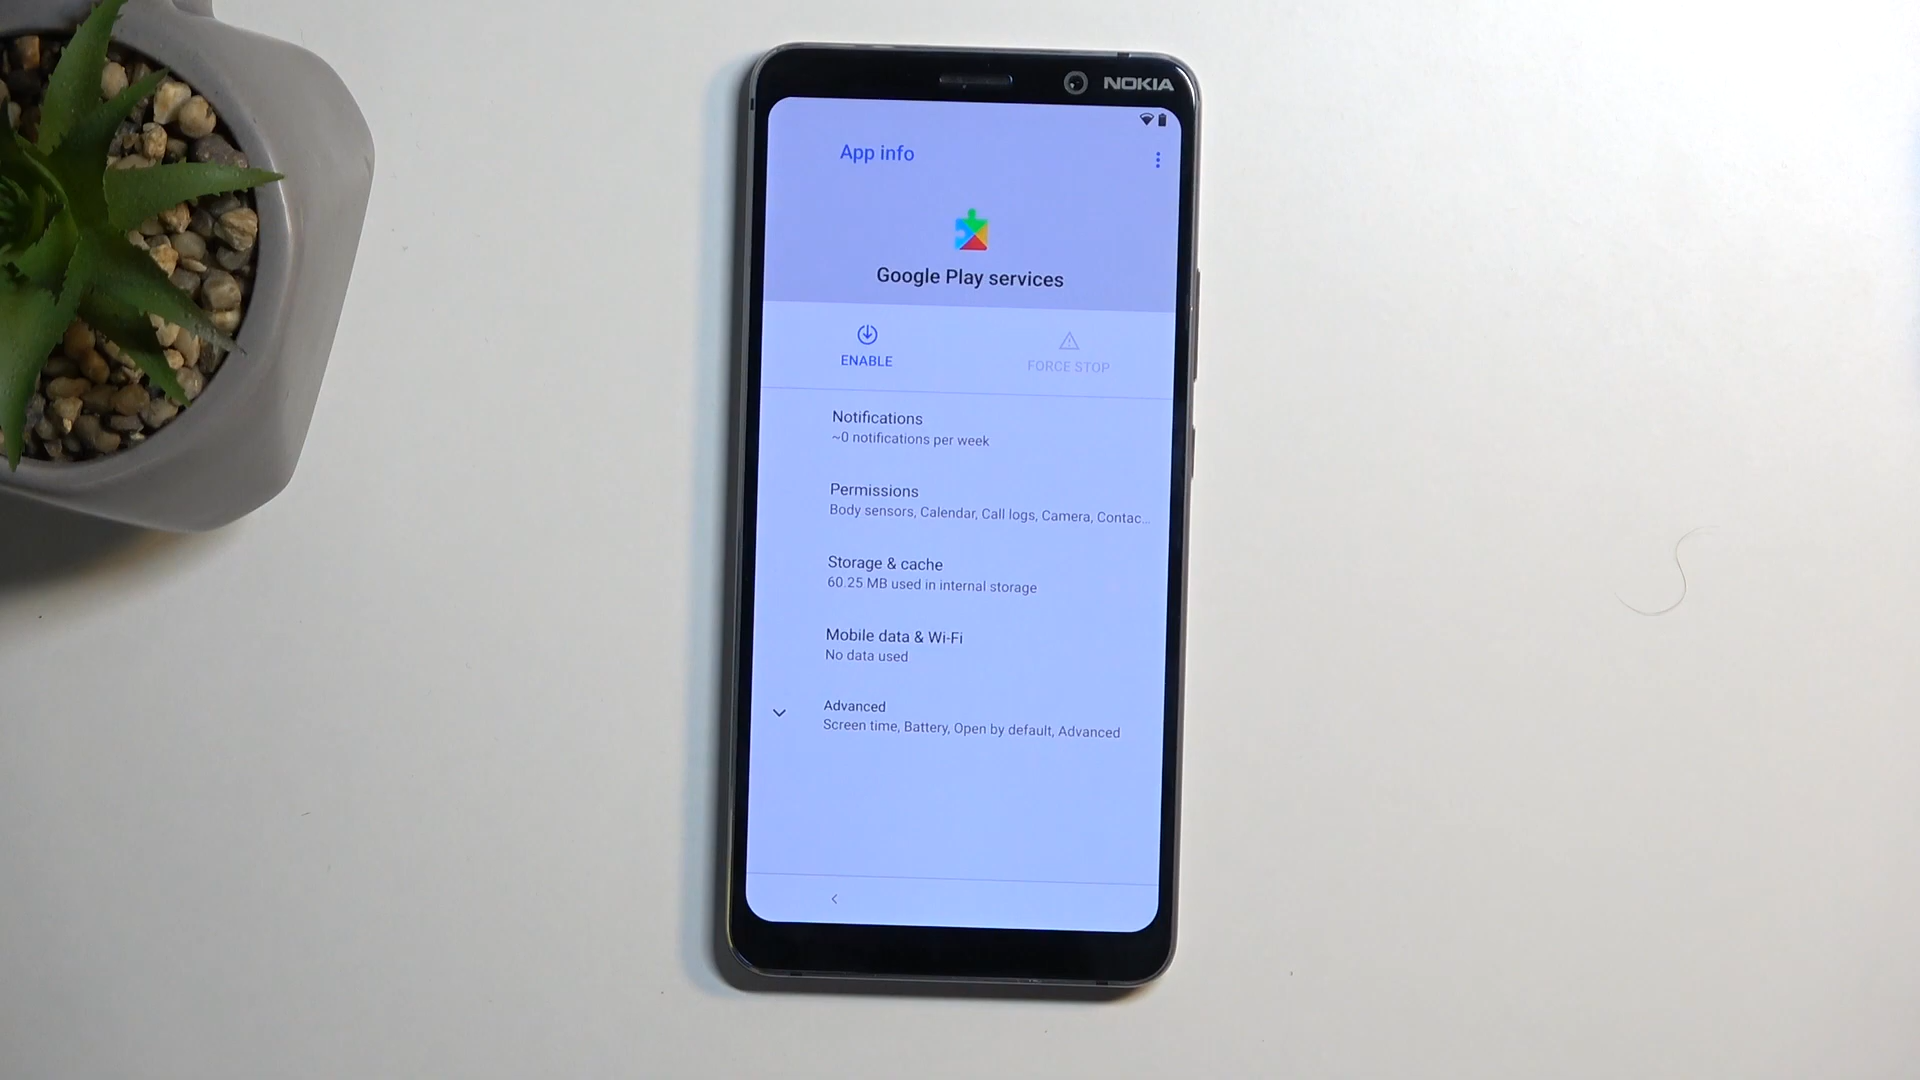 NOKIA
App info
Google Play services
ENABLE
FORCE STOP
Notifications
~0 notifications per week
Permissions
Body sensors, Calendar, Call logs, Camera, Contac...
Storage & cache
60.25 MB used in internal storage
Mobile data & Wi-Fi
No data used
Advanced
Screen time, Battery, Open by default, Advanced